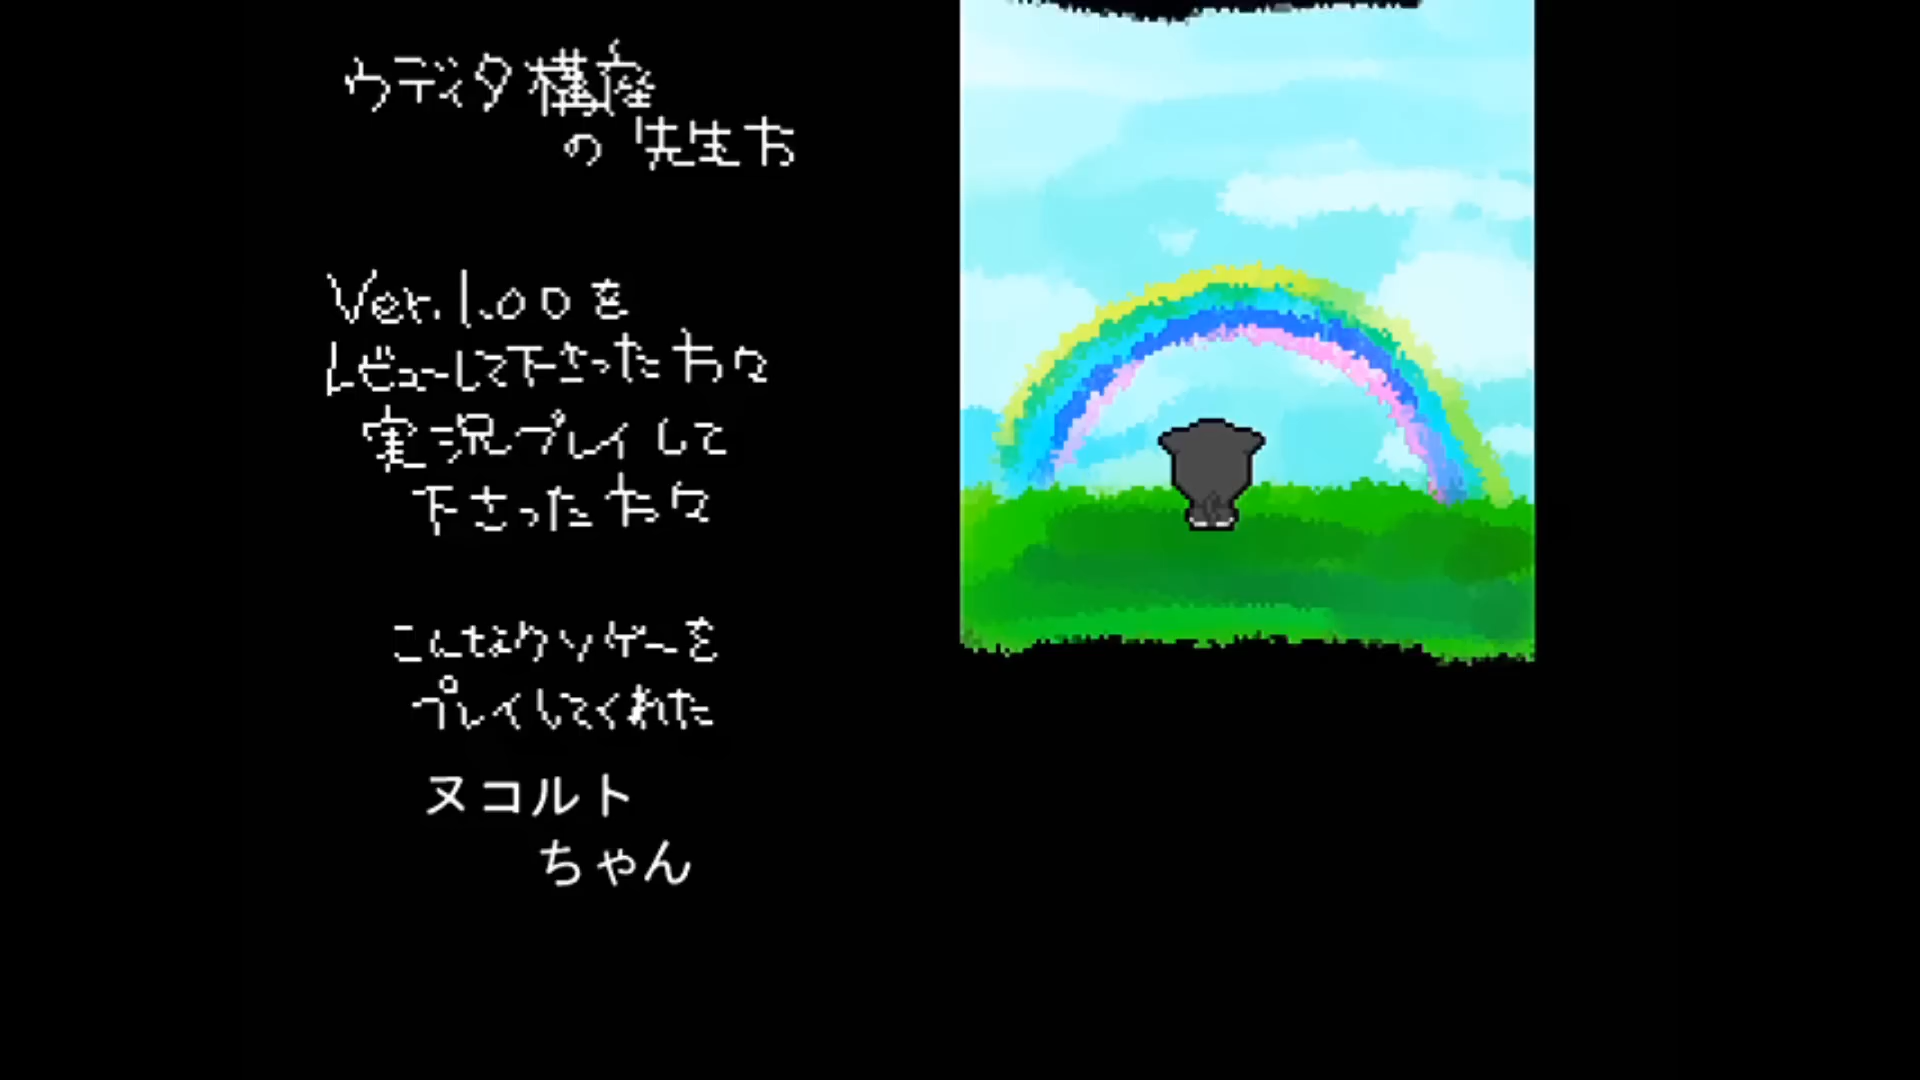 ウディタ講座
の先生方
Ver.1.00を
レビューして下さった方々
実況プレイして
下さった方々
こんなクソゲーを
プレイしてくれた
ヌコルト
ちゃん